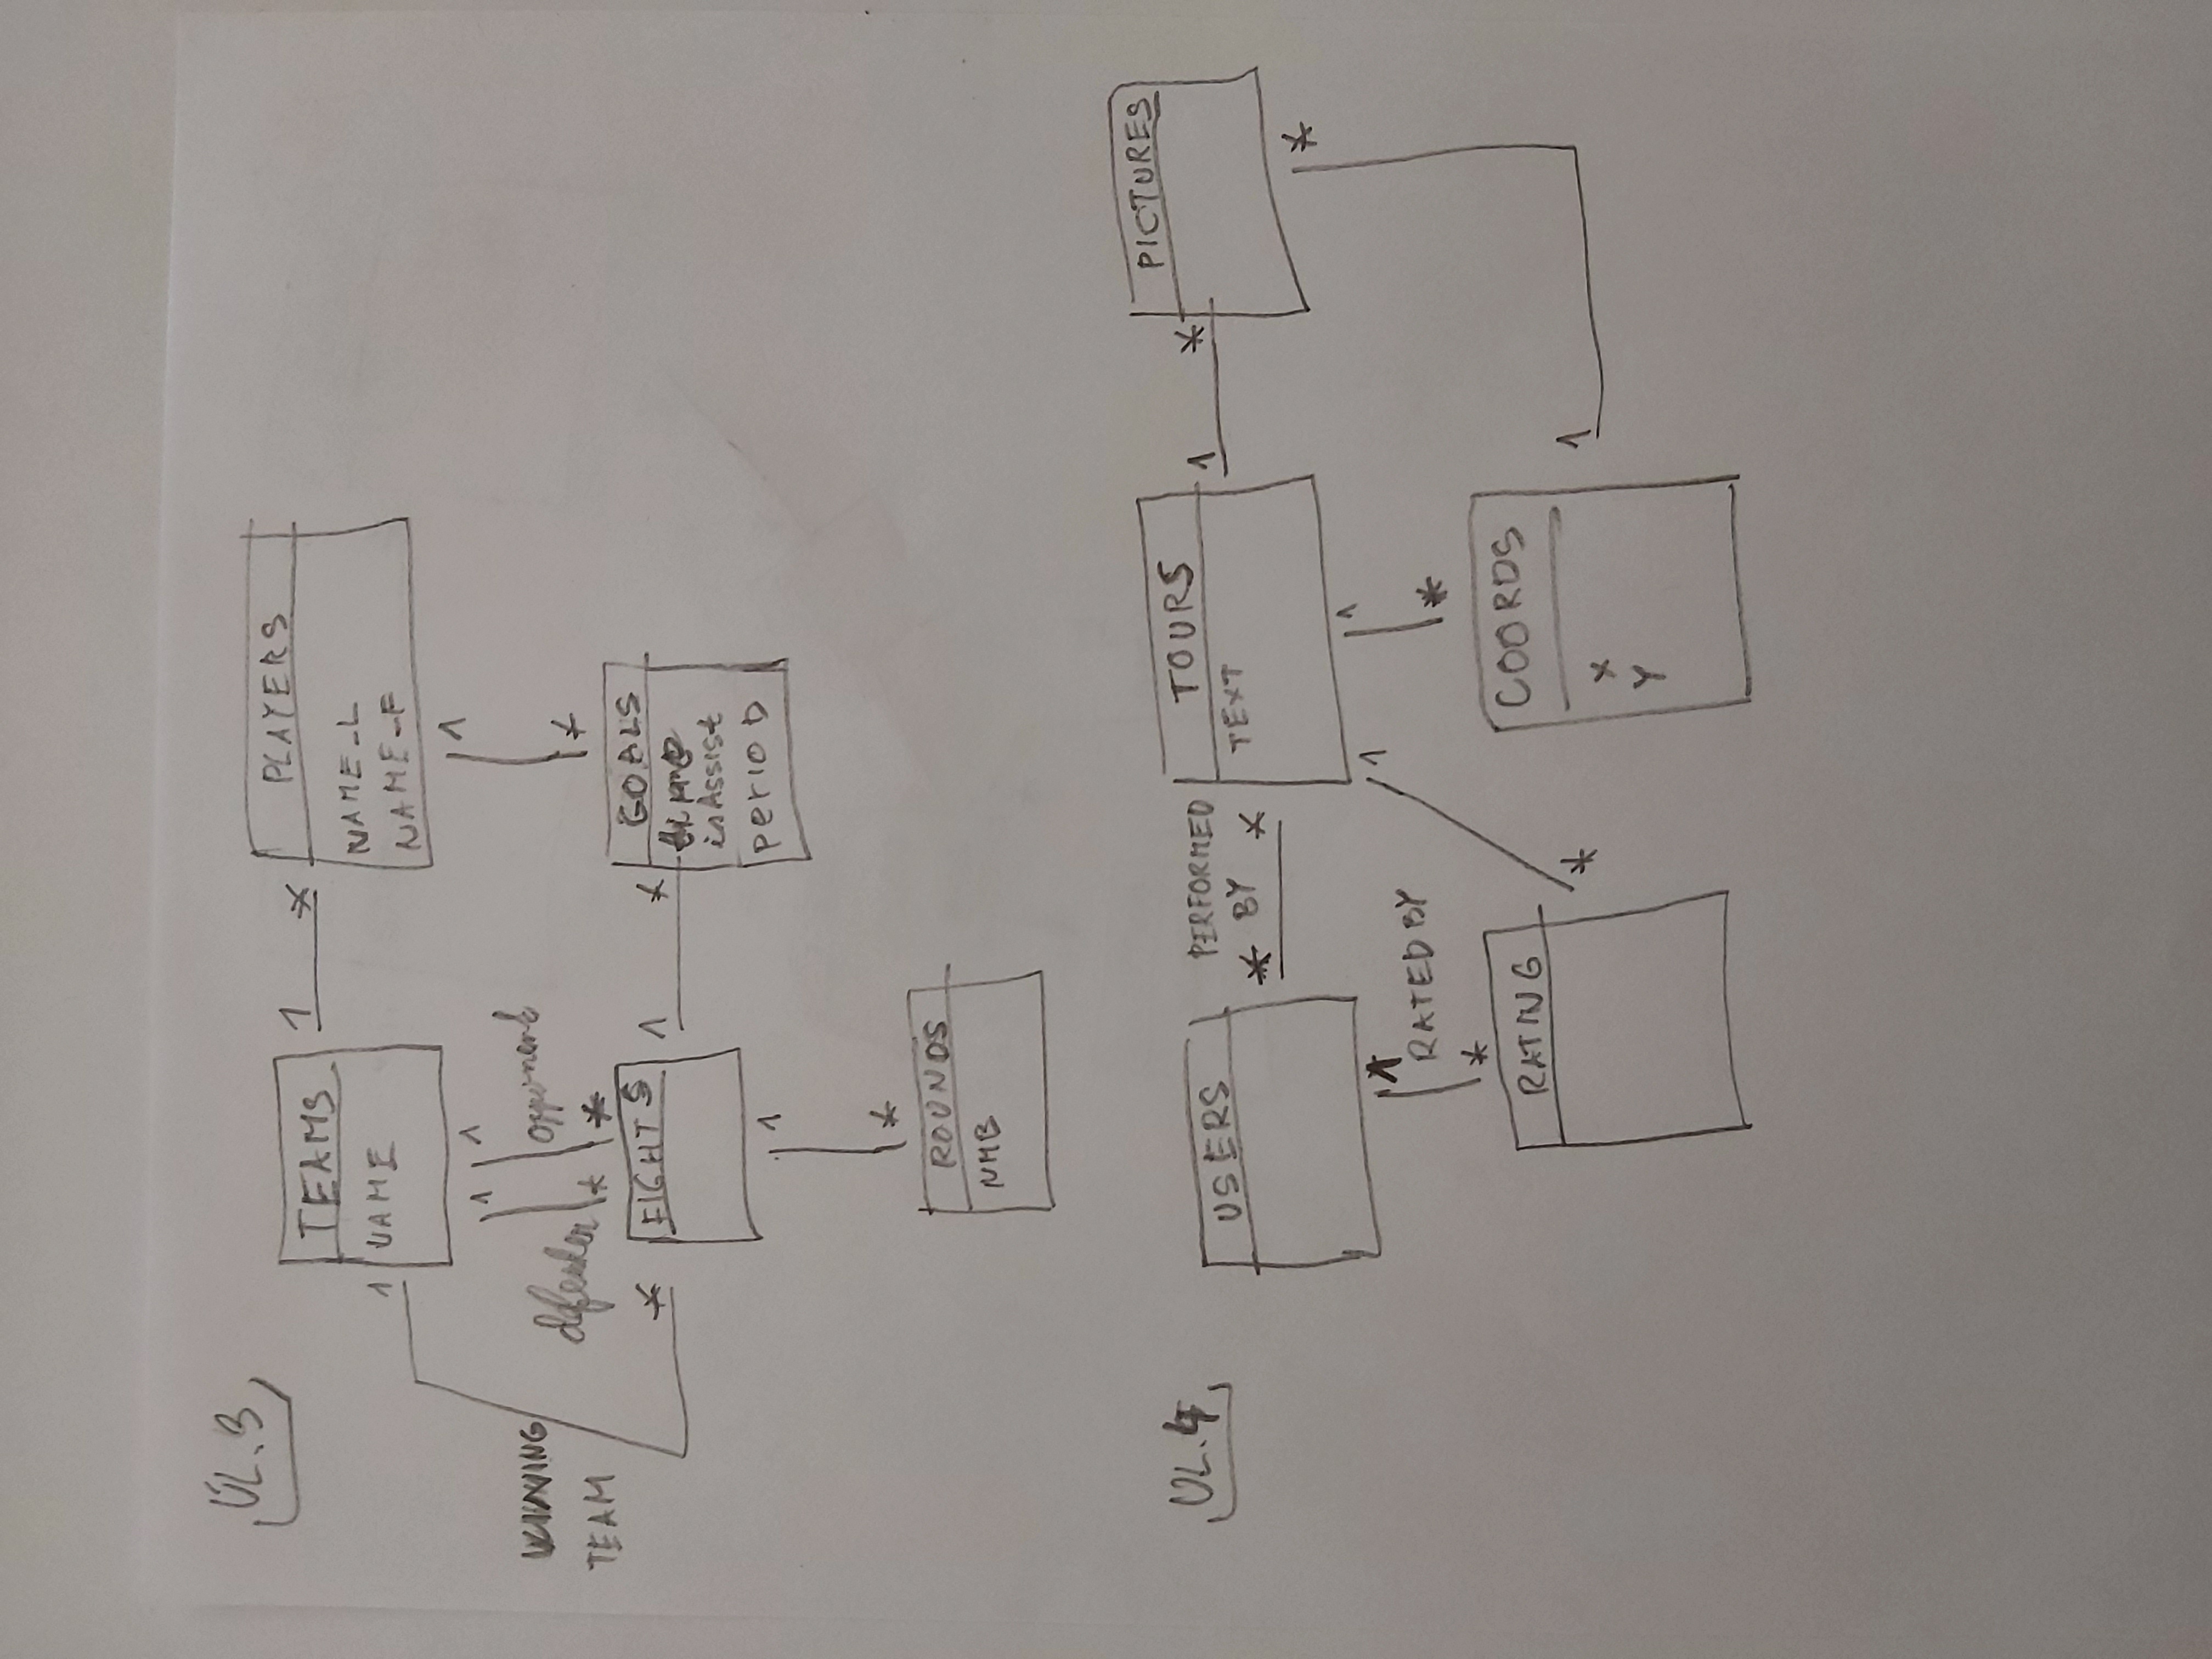 ÚL.3
TEAMS
NAME
1 *
PLAYERS
NAME_L
NAME_F
1
WINNING
TEAM
*
1 1
defender opponent
* *
1
*
FIGHTS
1 *
GOALS
time
isAssist
perioD
1
*
ROUNDS
NMB
ÚL.4
USERS
PERFORMED
* BY *
TOURS
TEXT
1 *
PICTURES
1
RATED BY
*
RATING
1
*
1
*
COORDS
X
Y
*
1